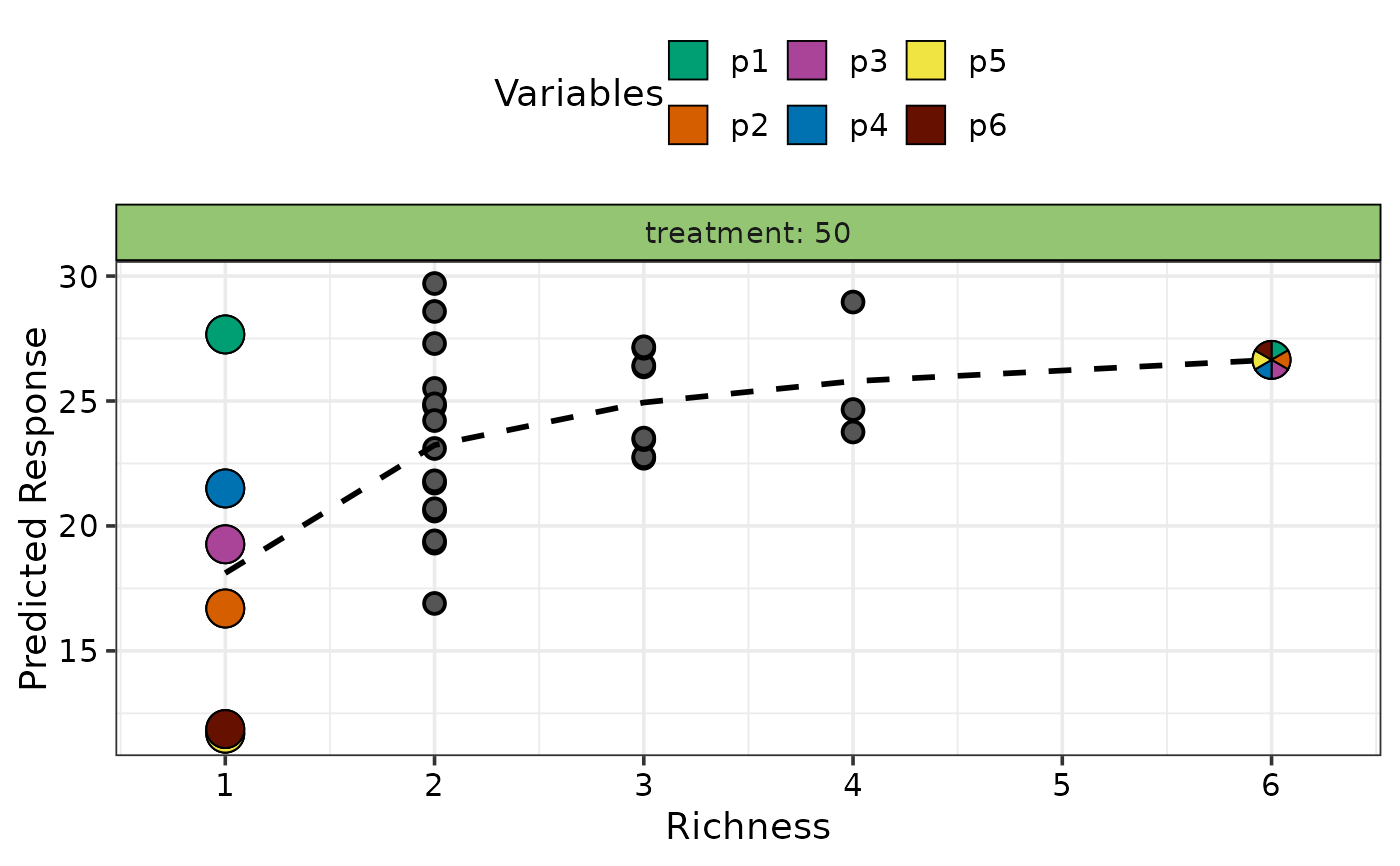 Variables
p1 p3 p5
p2 p4 p6
treatment: 50
Predicted Response
30
25
20
15
1 2 3 4 5 6
Richness